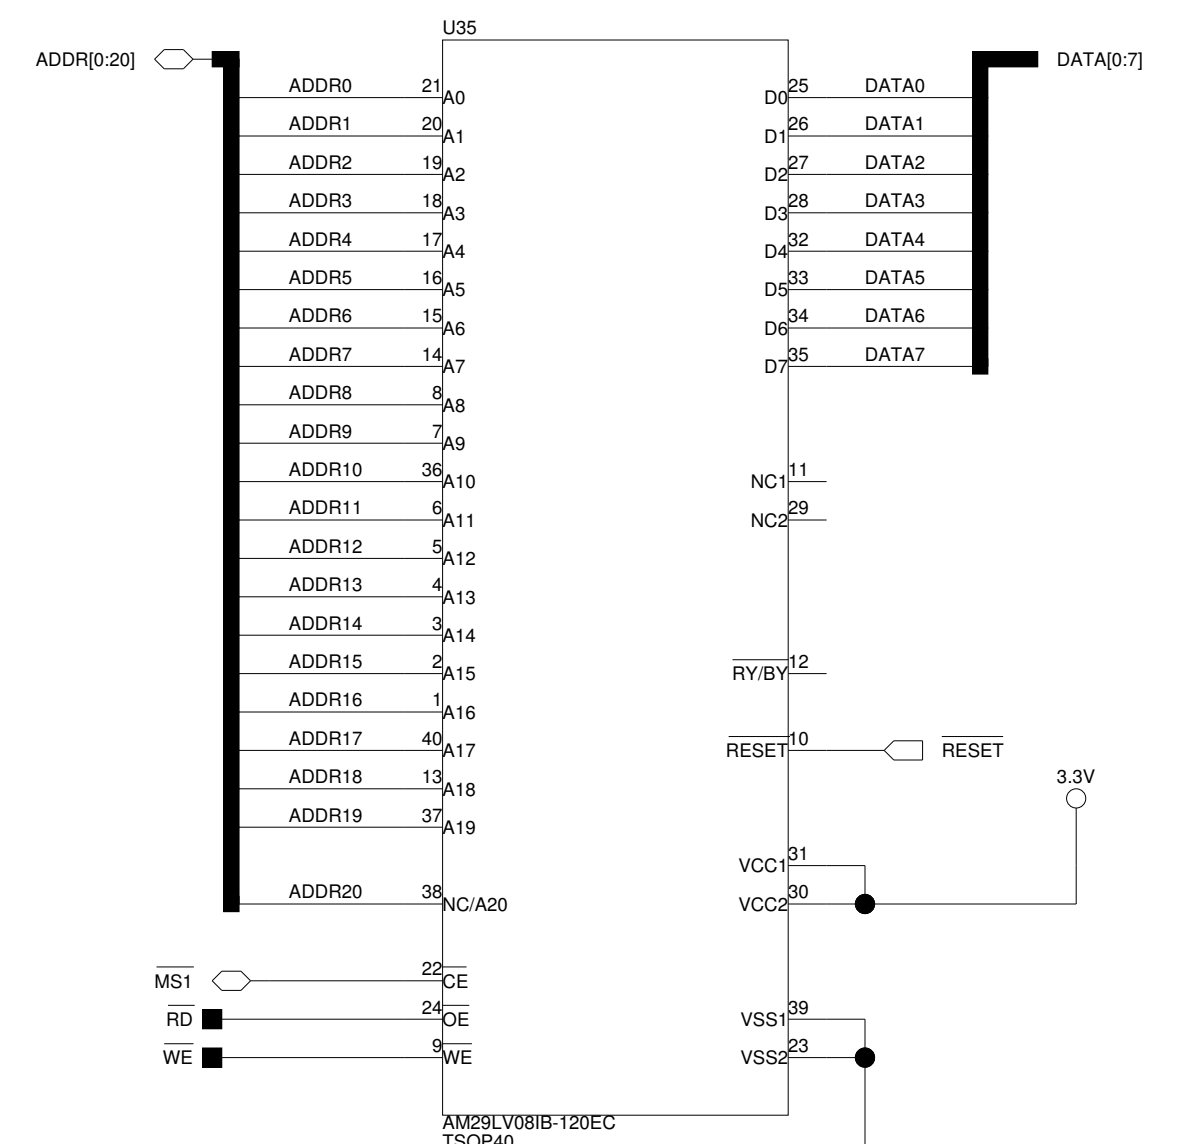 U35
ADDR[0:20] DATA[0:7]
ADDR0 21 A0 D0 25 DATA0
ADDR1 20 A1 D1 26 DATA1
ADDR2 19 A2 D2 27 DATA2
ADDR3 18 A3 D3 28 DATA3
ADDR4 17 A4 D4 32 DATA4
ADDR5 16 A5 D5 33 DATA5
ADDR6 15 A6 D6 34 DATA6
ADDR7 14 A7 D7 35 DATA7
ADDR8 8 A8
ADDR9 7 A9
ADDR10 36 A10 NC1 11
ADDR11 6 A11 NC2 29
ADDR12 5 A12
ADDR13 4 A13
ADDR14 3 A14
ADDR15 2 A15 RY/BY 12
ADDR16 1 A16
ADDR17 40 A17 RESET 10 RESET
ADDR18 13 A18 3.3V
ADDR19 37 A19
VCC1 31
ADDR20 38 NC/A20 VCC2 30
MS1 22 CE
RD 24 OE VSS1 39
WE 9 WE VSS2 23
AM29LV08IB-120EC
TSOP40